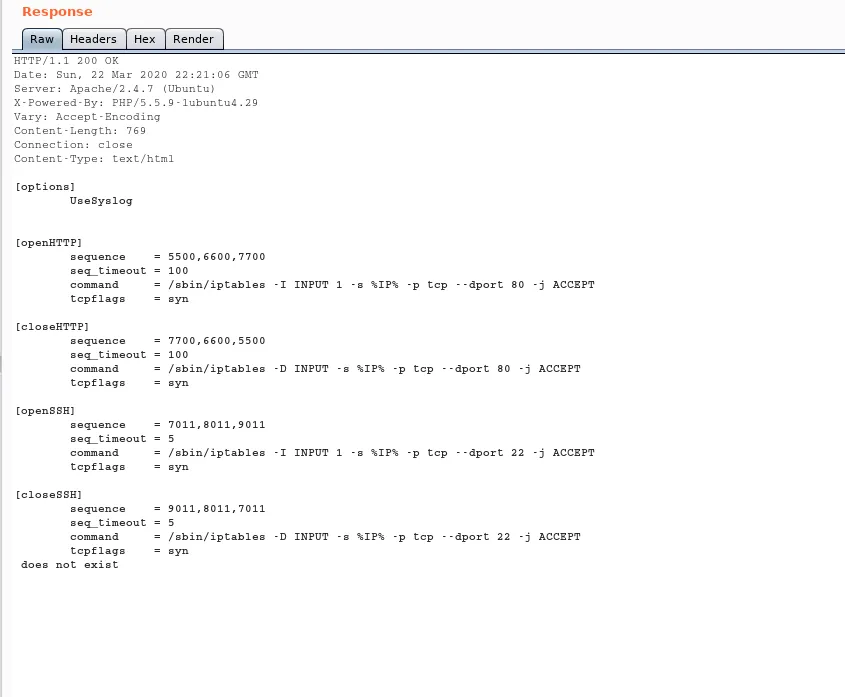 Response
Raw Headers Hex Render
HTTP/1.1 200 OK
Date: Sun, 22 Mar 2020 22:21:06 GMT
Server: Apache/2.4.7 (Ubuntu)
X-Powered-By: PHP/5.5.9-1ubuntu4.29
Vary: Accept-Encoding
Content-Length: 769
Connection: close
Content-Type: text/html
[options]
UseSyslog
[openHTTP]
sequence = 5500,6600,7700
seq_timeout = 100
command = /sbin/iptables -I INPUT 1 -s %IP% -p tcp --dport 80 -j ACCEPT
tcpflags = syn
[closeHTTP]
sequence = 7700,6600,5500
seq_timeout = 100
command = /sbin/iptables -D INPUT -s %IP% -p tcp --dport 80 -j ACCEPT
tcpflags = syn
[openSSH]
sequence = 7011,8011,9011
seq_timeout = 5
command = /sbin/iptables -I INPUT 1 -s %IP% -p tcp --dport 22 -j ACCEPT
tcpflags = syn
[closeSSH]
sequence = 9011,8011,7011
seq_timeout = 5
command = /sbin/iptables -D INPUT -s %IP% -p tcp --dport 22 -j ACCEPT
tcpflags = syn
does not exist